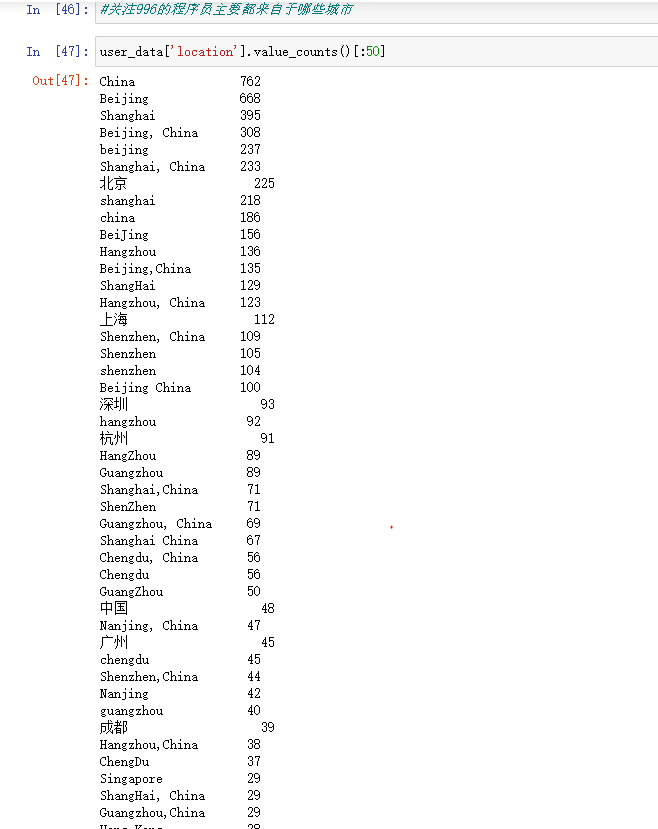 In [46]: #关注996的程序员主要都来自于哪些城市
In [47]: user_data['location'].value_counts()[:50]
Out[47]: China 762
Beijing 668
Shanghai 395
Beijing, China 308
beijing 237
Shanghai, China 233
北京 225
shanghai 218
china 186
BeiJing 156
Hangzhou 136
Beijing,China 135
ShangHai 129
Hangzhou, China 123
上海 112
Shenzhen, China 109
Shenzhen 105
shenzhen 104
Beijing China 100
深圳 93
hangzhou 92
杭州 91
HangZhou 89
Guangzhou 89
Shanghai,China 71
ShenZhen 71
Guangzhou, China 69
Shanghai China 67
Chengdu, China 56
Chengdu 56
GuangZhou 50
中国 48
Nanjing, China 47
广州 45
chengdu 45
Shenzhen,China 44
Nanjing 42
guangzhou 40
成都 39
Hangzhou,China 38
ChengDu 37
Singapore 29
ShangHai, China 29
Guangzhou,China 29